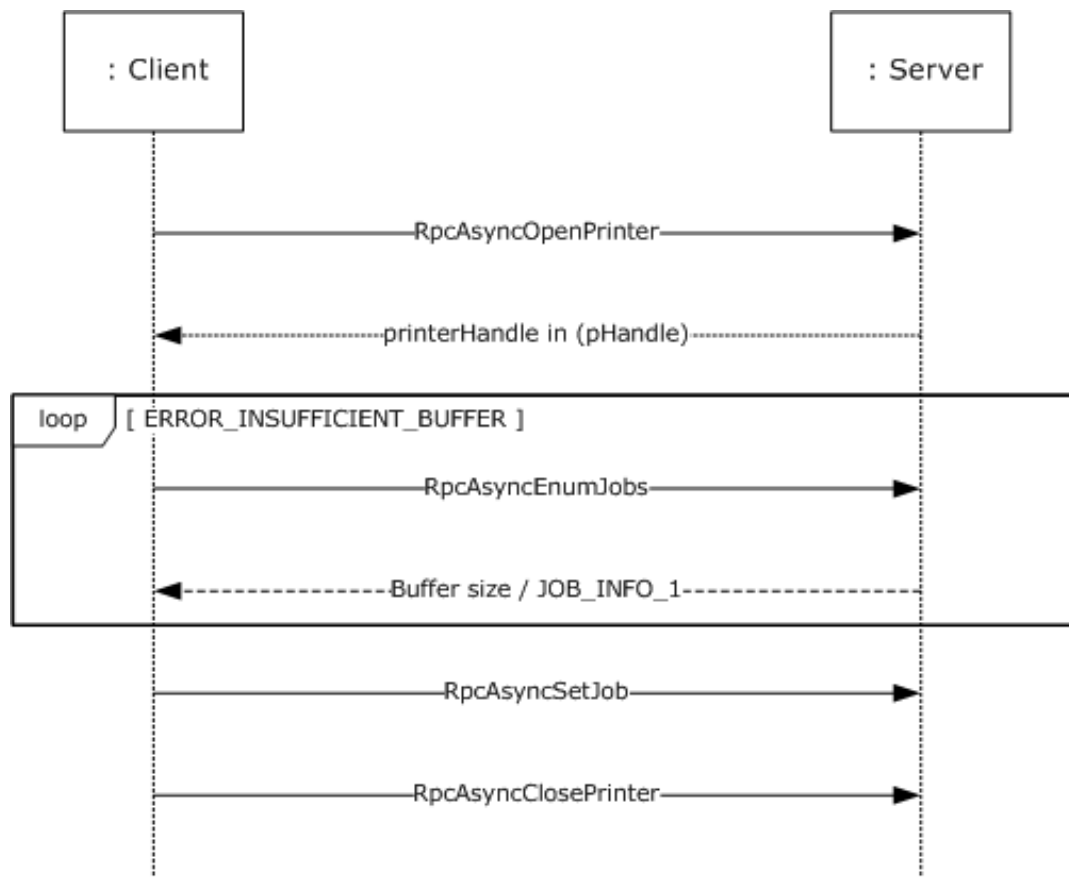 : Client
: Server
RpcAsyncOpenPrinter
printerHandle in (pHandle)
loop
[ ERROR_INSUFFICIENT_BUFFER ]
RpcAsyncEnumJobs
Buffer size / JOB_INFO_1
RpcAsyncSetJob
RpcAsyncClosePrinter